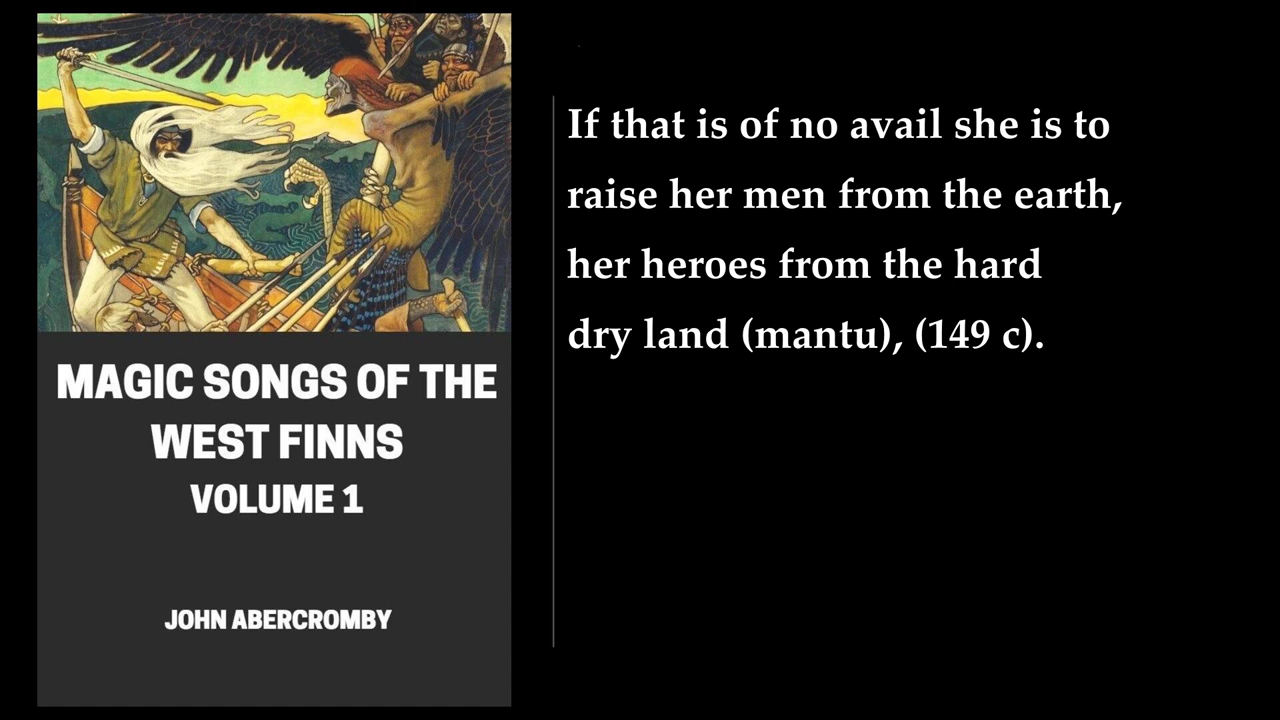 MAGIC SONGS OF THE
WEST FINNS
VOLUME 1
JOHN ABERCROMBY
If that is of no avail she is to
raise her men from the earth,
her heroes from the hard
dry land (mantu), (149 c).